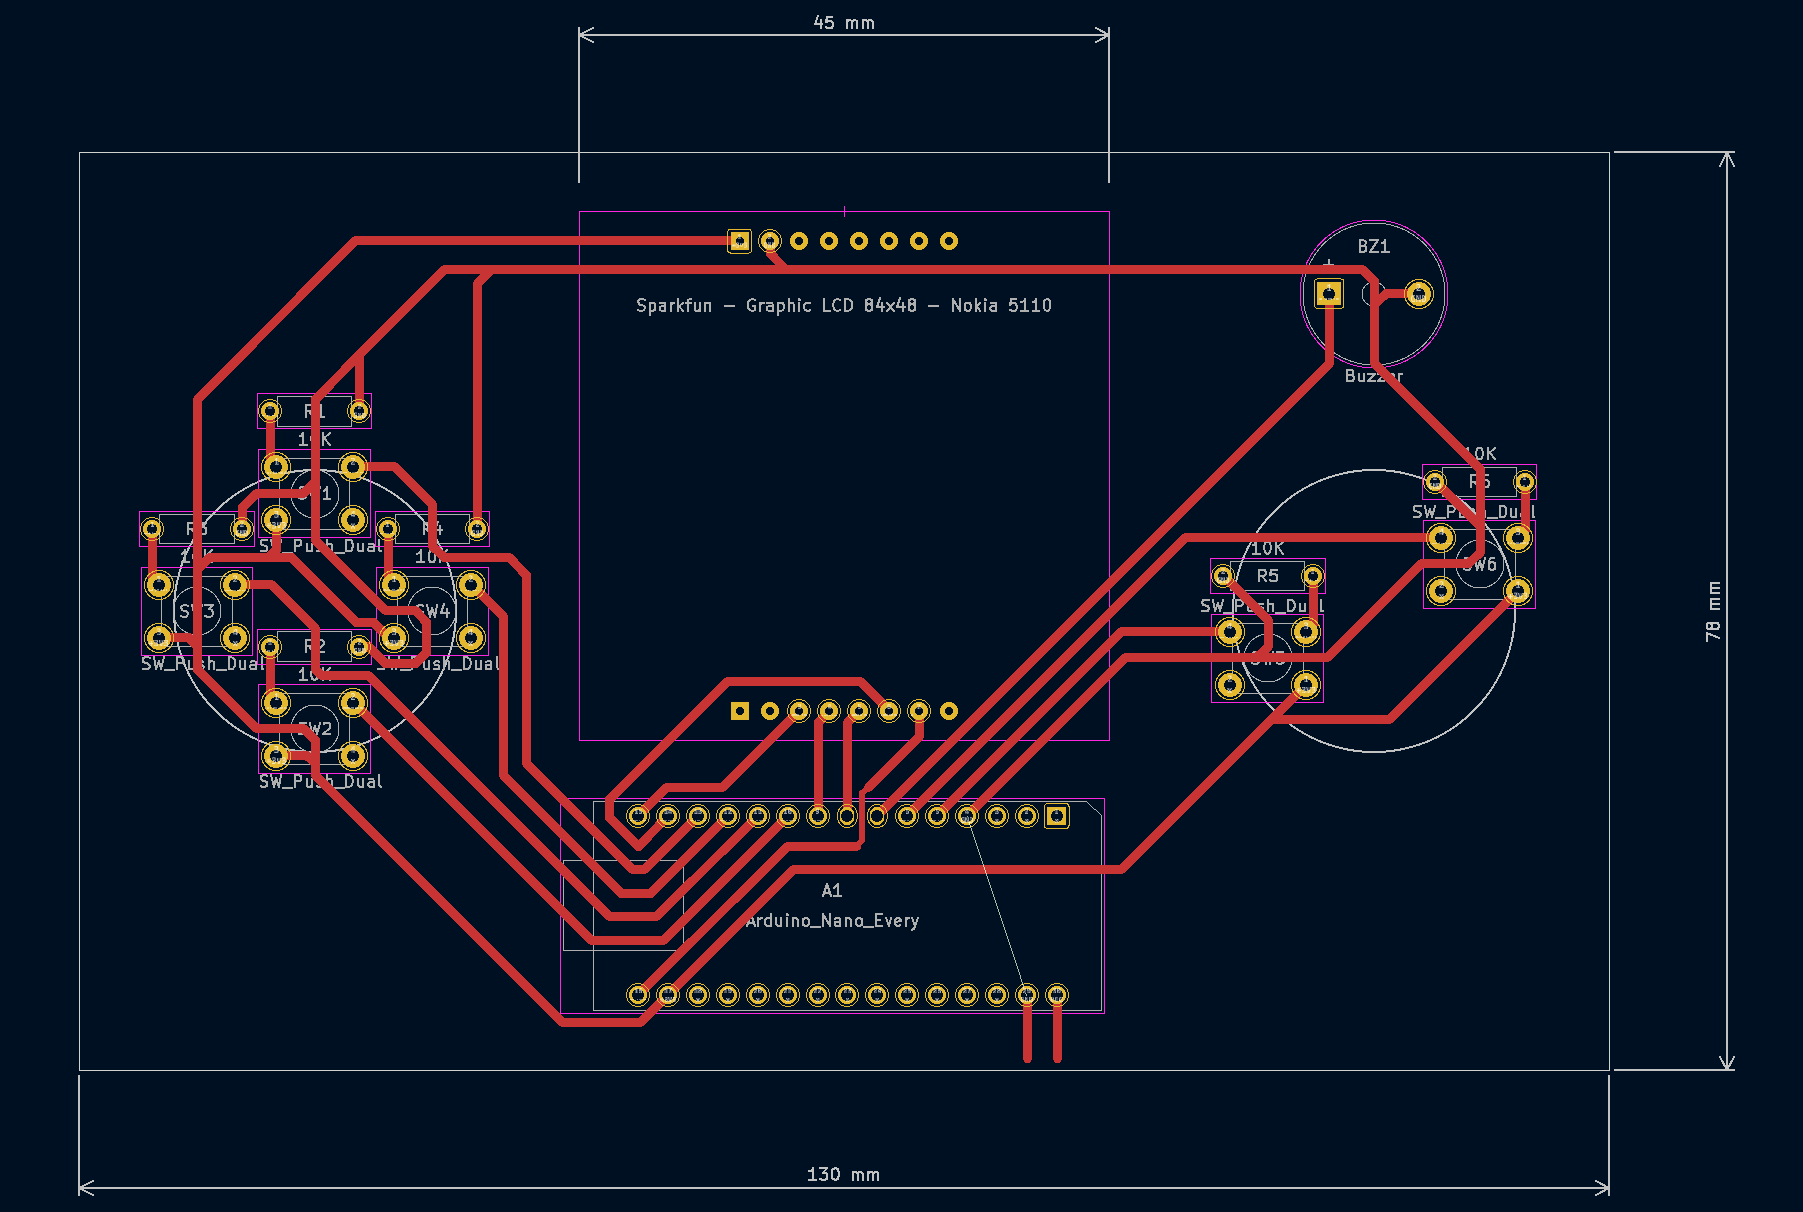 45 mm
BZ1
+
Sparkfun – Graphic LCD 84x48 – Nokia 5110
Buzzer
R1
10K
10K
R6
SW1
SW_Push_Dual
R3
R4
SW_Push_Dual
10K
10K
10K
SW6
R5
SW3
SW4
SW_Push_Dual
78 mm
R2
SW_Push_Dual
SW_Push_Dual
SW5
10K
SW2
SW_Push_Dual
A1
Arduino_Nano_Every
130 mm